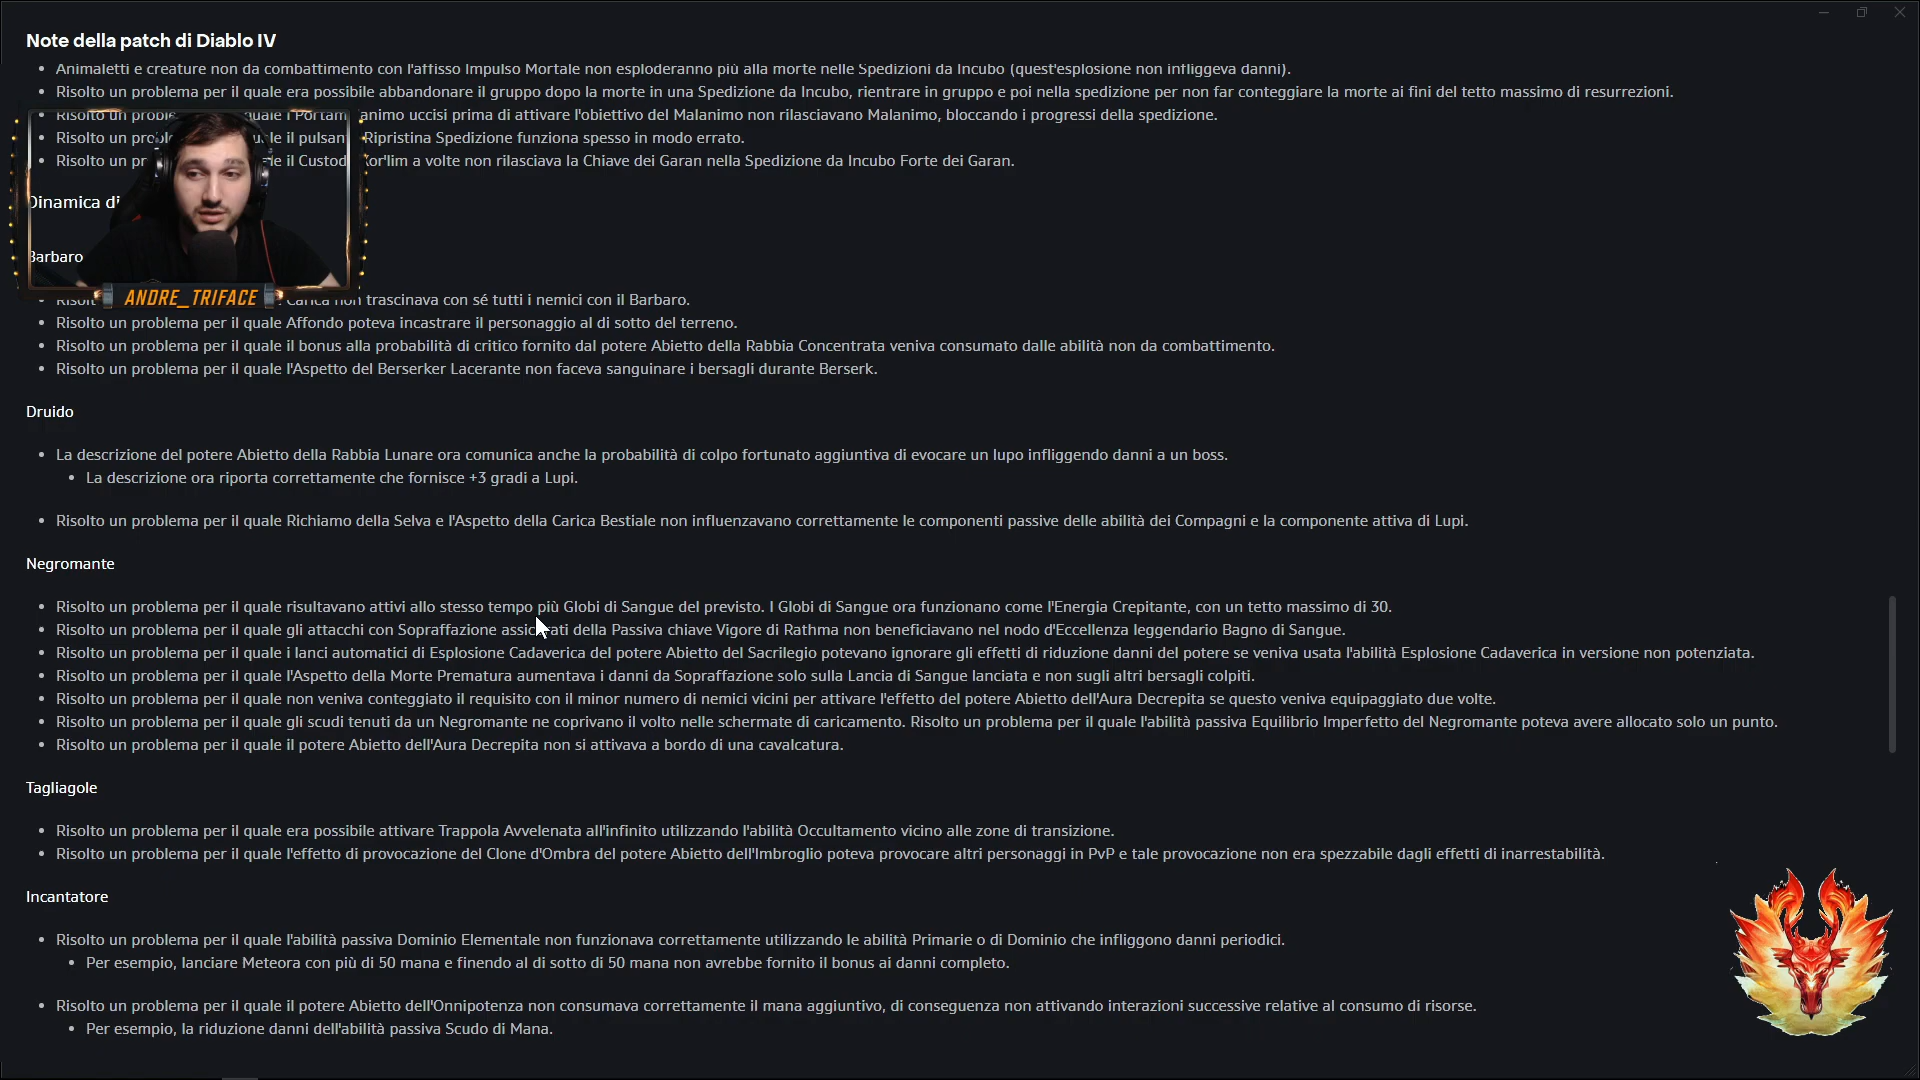 Note della patch di Diablo IV
• Animaletti e creature non da combattimento con l'affisso Impulso Mortale non esploderanno più alla morte nelle Spedizioni da Incubo (quest'esplosione non infliggeva danni).
• Risolto un problema per il quale era possibile abbandonare il gruppo dopo la morte in una Spedizione da Incubo, rientrare in gruppo e poi nella spedizione per non far conteggiare la morte ai fini del tetto massimo di resurrezioni.
• Risolto un proble quale i Portam animo uccisi prima di attivare l'obiettivo del Malanimo non rilasciavano Malanimo, bloccando i progressi della spedizione.
• Risolto un probl le il pulsan Ripristina Spedizione funziona spesso in modo errato.
• Risolto un pr le il Custod Kor'lim a volte non rilasciava la Chiave dei Garan nella Spedizione da Incubo Forte dei Garan.
Dinamica di
Barbaro
ANDRE_TRIFACE
• Risolt Carica non trascinava con sé tutti i nemici con il Barbaro.
• Risolto un problema per il quale Affondo poteva incastrare il personaggio al di sotto del terreno.
• Risolto un problema per il quale il bonus alla probabilità di critico fornito dal potere Abietto della Rabbia Concentrata veniva consumato dalle abilità non da combattimento.
• Risolto un problema per il quale l'Aspetto del Berserker Lacerante non faceva sanguinare i bersagli durante Berserk.
Druido
• La descrizione del potere Abietto della Rabbia Lunare ora comunica anche la probabilità di colpo fortunato aggiuntiva di evocare un lupo infliggendo danni a un boss.
• La descrizione ora riporta correttamente che fornisce +3 gradi a Lupi.
• Risolto un problema per il quale Richiamo della Selva e l'Aspetto della Carica Bestiale non influenzavano correttamente le componenti passive delle abilità dei Compagni e la componente attiva di Lupi.
Negromante
• Risolto un problema per il quale risultavano attivi allo stesso tempo più Globi di Sangue del previsto. I Globi di Sangue ora funzionano come l'Energia Crepitante, con un tetto massimo di 30.
• Risolto un problema per il quale gli attacchi con Sopraffazione assic ati della Passiva chiave Vigore di Rathma non beneficiavano nel nodo d'Eccellenza leggendario Bagno di Sangue.
• Risolto un problema per il quale i lanci automatici di Esplosione Cadaverica del potere Abietto del Sacrilegio potevano ignorare gli effetti di riduzione danni del potere se veniva usata l'abilità Esplosione Cadaverica in versione non potenziata.
• Risolto un problema per il quale l'Aspetto della Morte Prematura aumentava i danni da Sopraffazione solo sulla Lancia di Sangue lanciata e non sugli altri bersagli colpiti.
• Risolto un problema per il quale non veniva conteggiato il requisito con il minor numero di nemici vicini per attivare l'effetto del potere Abietto dell'Aura Decrepita se questo veniva equipaggiato due volte.
• Risolto un problema per il quale gli scudi tenuti da un Negromante ne coprivano il volto nelle schermate di caricamento. Risolto un problema per il quale l'abilità passiva Equilibrio Imperfetto del Negromante poteva avere allocato solo un punto.
• Risolto un problema per il quale il potere Abietto dell'Aura Decrepita non si attivava a bordo di una cavalcatura.
Tagliagole
• Risolto un problema per il quale era possibile attivare Trappola Avvelenata all'infinito utilizzando l'abilità Occultamento vicino alle zone di transizione.
• Risolto un problema per il quale l'effetto di provocazione del Clone d'Ombra del potere Abietto dell'Imbroglio poteva provocare altri personaggi in PvP e tale provocazione non era spezzabile dagli effetti di inarrestabilità.
Incantatore
• Risolto un problema per il quale l'abilità passiva Dominio Elementale non funzionava correttamente utilizzando le abilità Primarie o di Dominio che infliggono danni periodici.
• Per esempio, lanciare Meteora con più di 50 mana e finendo al di sotto di 50 mana non avrebbe fornito il bonus ai danni completo.
• Risolto un problema per il quale il potere Abietto dell'Onnipotenza non consumava correttamente il mana aggiuntivo, di conseguenza non attivando interazioni successive relative al consumo di risorse.
• Per esempio, la riduzione danni dell'abilità passiva Scudo di Mana.